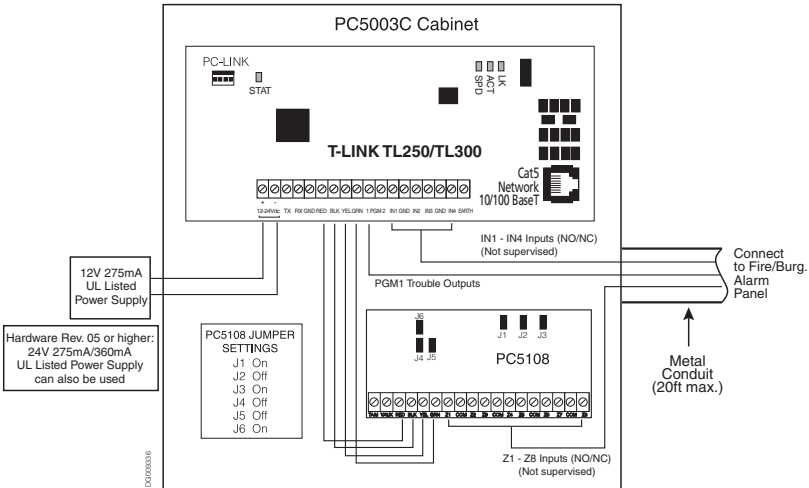 PC5003C Cabinet
PC-LINK
STAT
SPD
ACT
LK
T-LINK TL250/TL300
Cat5
Network
10/100 BaseT
+ -
12-24Vdc TX RX GND RED BLK YEL GRN 1 PGM 2 IN1 GND IN2 IN3 GND IN4 EARTH
IN1 - IN4 Inputs (NO/NC)
(Not supervised)
PGM1 Trouble Outputs
12V 275mA
UL Listed
Power Supply
Hardware Rev. 05 or higher:
24V 275mA/360mA
UL Listed Power Supply
can also be used
Connect
to Fire/Burg.
Alarm
Panel
Metal
Conduit
(20ft max.)
PC5108 JUMPER
SETTINGS
J1 On
J2 Off
J3 On
J4 Off
J5 Off
J6 On
J6
J4 J5
J1 J2 J3
PC5108
RED BLK YEL GRN Z1 COM Z2 Z3 COM Z4 COM Z7 COM
Z1 - Z8 Inputs (NO/NC)
(Not supervised)
DG009336